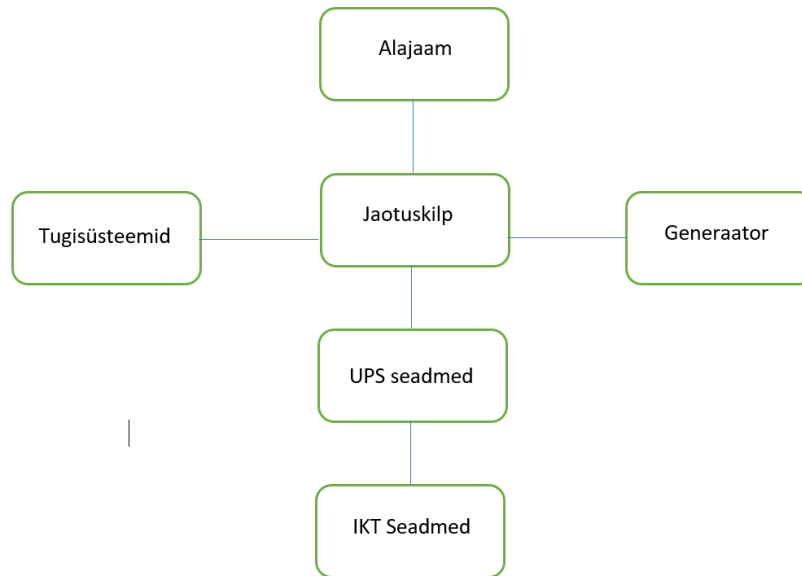 Alajaam
Jaotuskilp
Tugisüsteemid
Generaator
UPS seadmed
IKT Seadmed